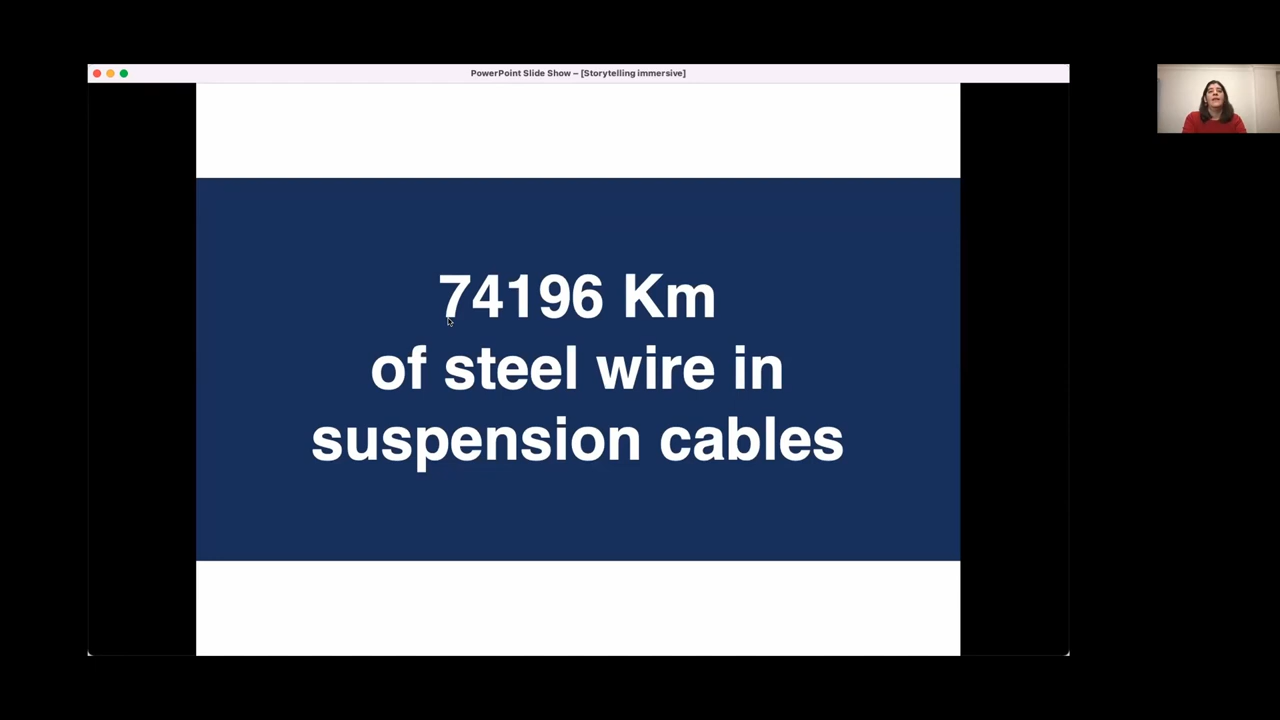 PowerPoint Slide Show – [Storytelling immersive]
74196 Km
of steel wire in
suspension cables